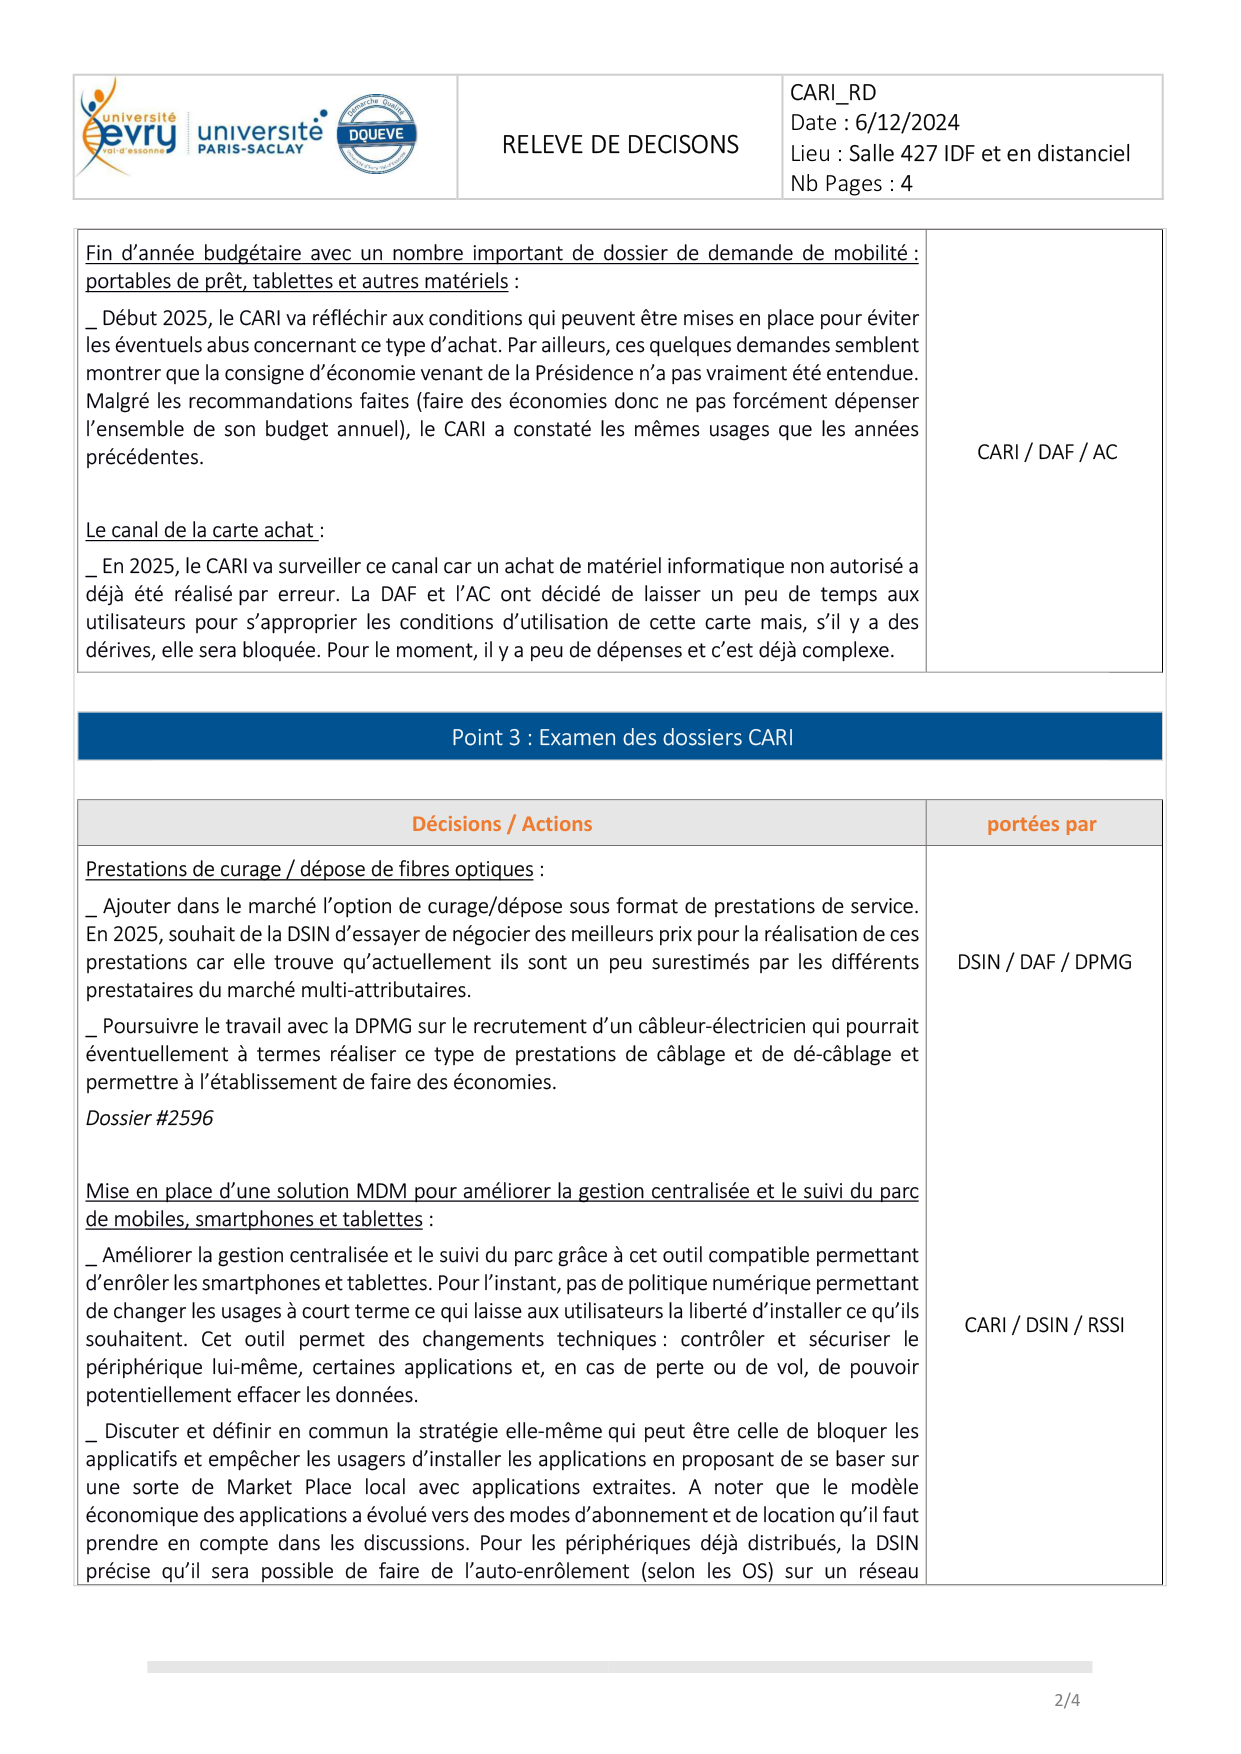 université
evry
val-d'essonne
université
PARIS-SACLAY
Démarche Qualité
DQUEVE
RELEVE DE DECISONS
CARI_RD
Date : 6/12/2024
Lieu : Salle 427 IDF et en distanciel
Nb Pages : 4
Fin d’année budgétaire avec un nombre important de dossier de demande de mobilité :
portables de prêt, tablettes et autres matériels :
_ Début 2025, le CARI va réfléchir aux conditions qui peuvent être mises en place pour éviter
les éventuels abus concernant ce type d’achat. Par ailleurs, ces quelques demandes semblent
montrer que la consigne d’économie venant de la Présidence n’a pas vraiment été entendue.
Malgré les recommandations faites (faire des économies donc ne pas forcément dépenser
l’ensemble de son budget annuel), le CARI a constaté les mêmes usages que les années
précédentes.
CARI / DAF / AC
Le canal de la carte achat :
_ En 2025, le CARI va surveiller ce canal car un achat de matériel informatique non autorisé a
déjà été réalisé par erreur. La DAF et l’AC ont décidé de laisser un peu de temps aux
utilisateurs pour s’approprier les conditions d’utilisation de cette carte mais, s’il y a des
dérives, elle sera bloquée. Pour le moment, il y a peu de dépenses et c’est déjà complexe.
Point 3 : Examen des dossiers CARI
Décisions / Actions
portées par
Prestations de curage / dépose de fibres optiques :
_ Ajouter dans le marché l’option de curage/dépose sous format de prestations de service.
En 2025, souhait de la DSIN d’essayer de négocier des meilleurs prix pour la réalisation de ces
prestations car elle trouve qu’actuellement ils sont un peu surestimés par les différents
prestataires du marché multi-attributaires.
DSIN / DAF / DPMG
_ Poursuivre le travail avec la DPMG sur le recrutement d’un câbleur-électricien qui pourrait
éventuellement à termes réaliser ce type de prestations de câblage et de dé-câblage et
permettre à l’établissement de faire des économies.
Dossier #2596
Mise en place d’une solution MDM pour améliorer la gestion centralisée et le suivi du parc
de mobiles, smartphones et tablettes :
_ Améliorer la gestion centralisée et le suivi du parc grâce à cet outil compatible permettant
d’enrôler les smartphones et tablettes. Pour l’instant, pas de politique numérique permettant
de changer les usages à court terme ce qui laisse aux utilisateurs la liberté d’installer ce qu’ils
souhaitent. Cet outil permet des changements techniques : contrôler et sécuriser le
périphérique lui-même, certaines applications et, en cas de perte ou de vol, de pouvoir
potentiellement effacer les données.
CARI / DSIN / RSSI
_ Discuter et définir en commun la stratégie elle-même qui peut être celle de bloquer les
applicatifs et empêcher les usagers d’installer les applications en proposant de se baser sur
une sorte de Market Place local avec applications extraites. A noter que le modèle
économique des applications a évolué vers des modes d’abonnement et de location qu’il faut
prendre en compte dans les discussions. Pour les périphériques déjà distribués, la DSIN
précise qu’il sera possible de faire de l’auto-enrôlement (selon les OS) sur un réseau
2/4